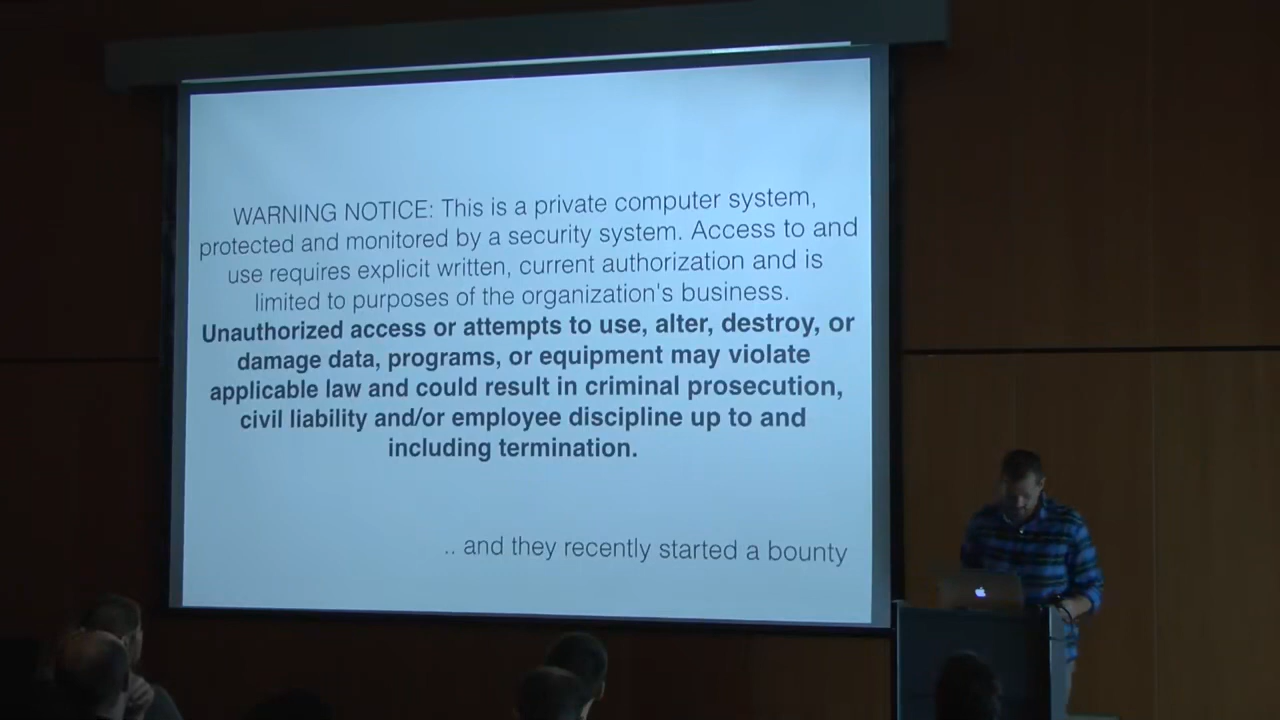 WARNING NOTICE: This is a private computer system,
protected and monitored by a security system. Access to and
use requires explicit written, current authorization and is
limited to purposes of the organization's business.
Unauthorized access or attempts to use, alter, destroy, or
damage data, programs, or equipment may violate
applicable law and could result in criminal prosecution,
civil liability and/or employee discipline up to and
including termination.
.. and they recently started a bounty